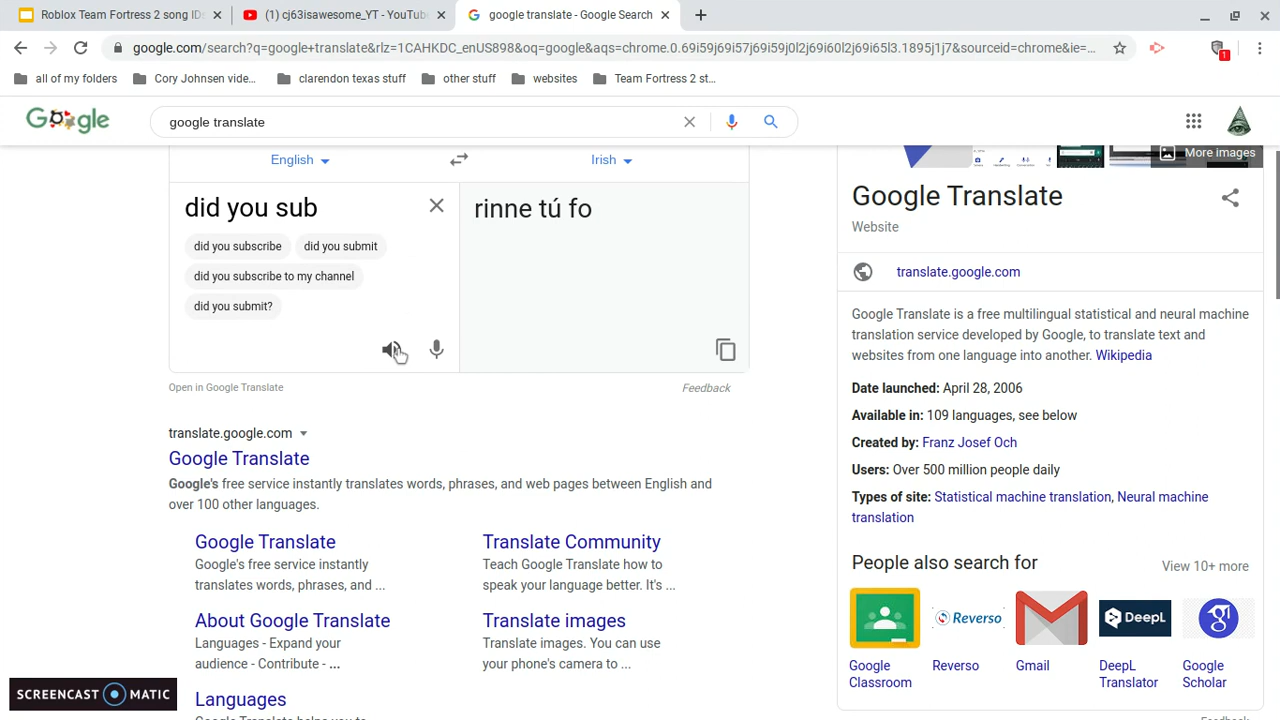 Roblox Team Fortress 2 song IDs
(1) cj63isawesome_YT - YouTube
google translate - Google Search
google.com/search?q=google+translate&rlz=1CAHKDC_enUS898&oq=google&aqs=chrome.0.69i59j69i57j69i59j0l2j69i60l2j69i65l3.1895j1j7&sourceid=chrome&ie=...
1
all of my folders
Cory Johnsen vide...
clarendon texas stuff
other stuff
websites
Team Fortress 2 st...
Google
google translate
English
Irish
More images
did you sub
rinne tú fo
did you subscribe
did you submit
did you subscribe to my channel
did you submit?
Open in Google Translate
Feedback
translate.google.com
Google Translate
Google's free service instantly translates words, phrases, and web pages between English and
over 100 other languages.
Google Translate
Google's free service instantly
translates words, phrases, and ...
Translate Community
Teach Google Translate how to
speak your language better. It's ...
About Google Translate
Languages - Expand your
audience - Contribute - ...
Translate images
Translate images. You can use
your phone's camera to ...
Languages
Google Translate
Website
translate.google.com
Google Translate is a free multilingual statistical and neural machine
translation service developed by Google, to translate text and
websites from one language into another. Wikipedia
Date launched: April 28, 2006
Available in: 109 languages, see below
Created by: Franz Josef Och
Users: Over 500 million people daily
Types of site: Statistical machine translation, Neural machine
translation
People also search for
View 10+ more
Reverso
DeepL
Google
Classroom
Reverso
Gmail
DeepL
Translator
Google
Scholar
SCREENCAST MATIC